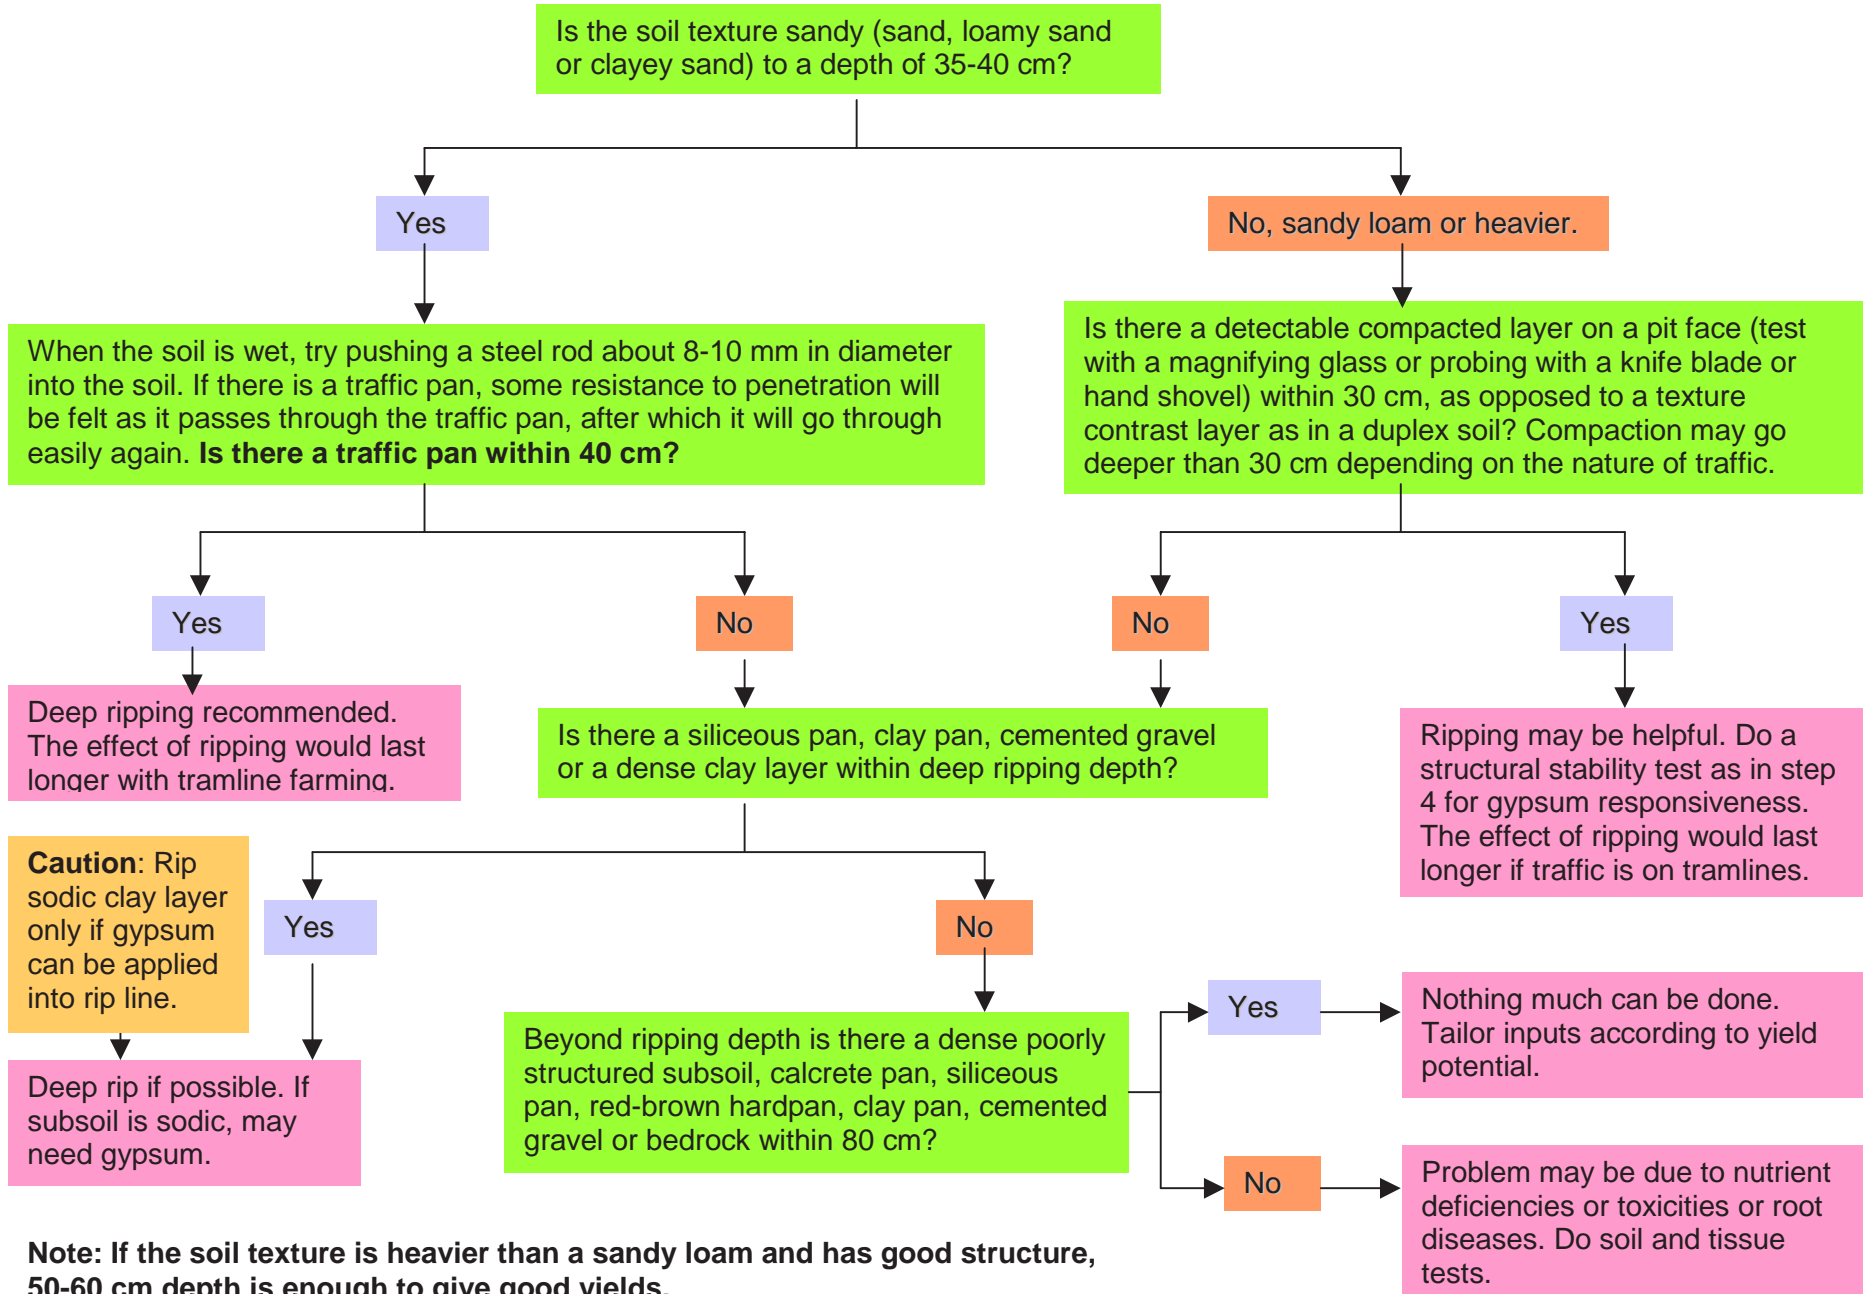 Is the soil texture sandy (sand, loamy sand
or clayey sand) to a depth of 35-40 cm?
Yes
No, sandy loam or heavier.
When the soil is wet, try pushing a steel rod about 8-10 mm in diameter
into the soil. If there is a traffic pan, some resistance to penetration will
be felt as it passes through the traffic pan, after which it will go through
easily again. Is there a traffic pan within 40 cm?
Is there a detectable compacted layer on a pit face (test
with a magnifying glass or probing with a knife blade or
hand shovel) within 30 cm, as opposed to a texture
contrast layer as in a duplex soil? Compaction may go
deeper than 30 cm depending on the nature of traffic.
Yes
No
No
Yes
Deep ripping recommended.
The effect of ripping would last
longer with tramline farming.
Is there a siliceous pan, clay pan, cemented gravel
or a dense clay layer within deep ripping depth?
Ripping may be helpful. Do a
structural stability test as in step
4 for gypsum responsiveness.
The effect of ripping would last
longer if traffic is on tramlines.
Caution: Rip
sodic clay layer
only if gypsum
can be applied
into rip line.
Yes
No
Deep rip if possible. If
subsoil is sodic, may
need gypsum.
Beyond ripping depth is there a dense poorly
structured subsoil, calcrete pan, siliceous
pan, red-brown hardpan, clay pan, cemented
gravel or bedrock within 80 cm?
Yes
Nothing much can be done.
Tailor inputs according to yield
potential.
No
Problem may be due to nutrient
deficiencies or toxicities or root
diseases. Do soil and tissue
tests.
Note: If the soil texture is heavier than a sandy loam and has good structure,
50-60 cm depth is enough to give good yields.